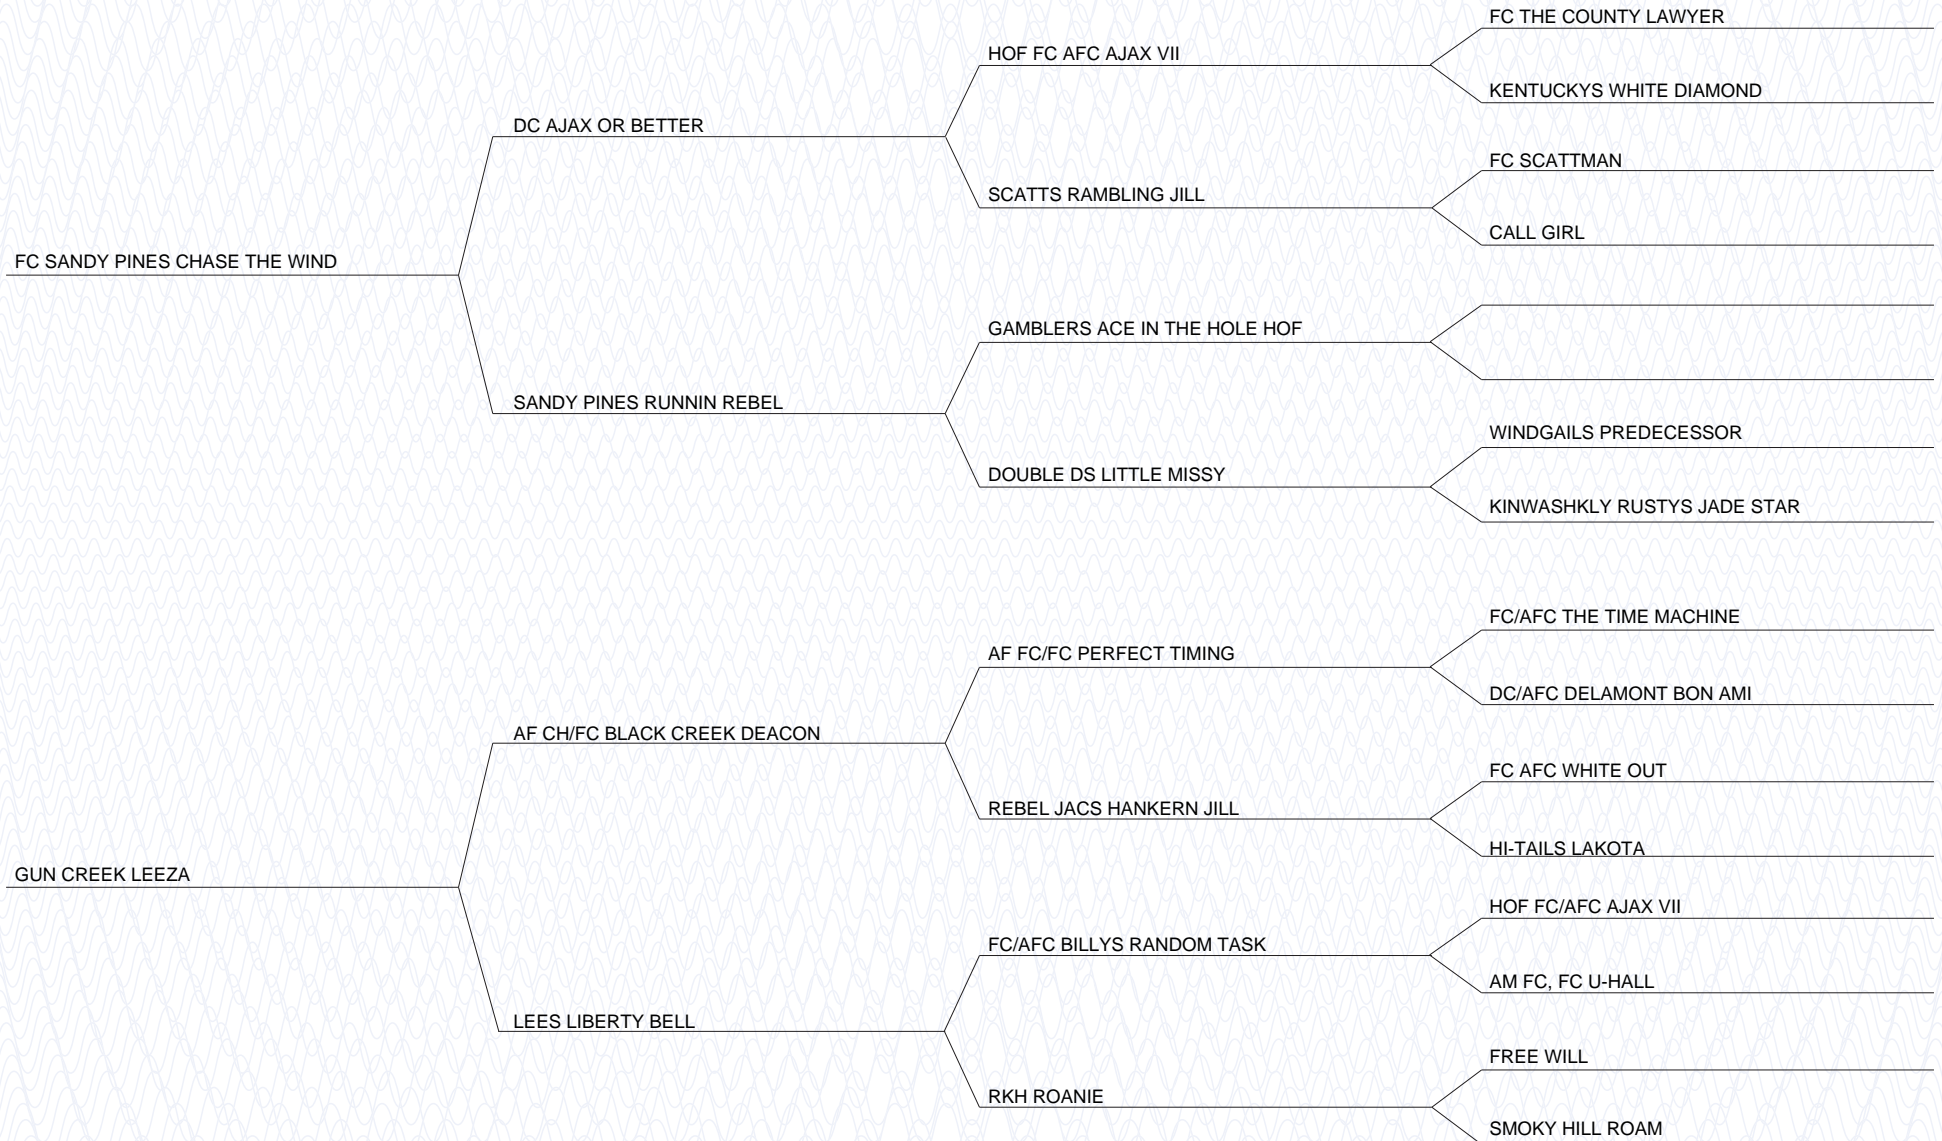 FC THE COUNTY LAWYER
HOF FC AFC AJAX VII
KENTUCKYS WHITE DIAMOND
DC AJAX OR BETTER
FC SCATTMAN
SCATTS RAMBLING JILL
CALL GIRL
FC SANDY PINES CHASE THE WIND
GAMBLERS ACE IN THE HOLE HOF
SANDY PINES RUNNIN REBEL
WINDGAILS PREDECESSOR
DOUBLE DS LITTLE MISSY
KINWASHKLY RUSTYS JADE STAR
FC/AFC THE TIME MACHINE
AF FC/FC PERFECT TIMING
DC/AFC DELAMONT BON AMI
AF CH/FC BLACK CREEK DEACON
FC AFC WHITE OUT
REBEL JACS HANKERN JILL
HI-TAILS LAKOTA
GUN CREEK LEEZA
HOF FC/AFC AJAX VII
FC/AFC BILLYS RANDOM TASK
AM FC, FC U-HALL
LEES LIBERTY BELL
FREE WILL
RKH ROANIE
SMOKY HILL ROAM